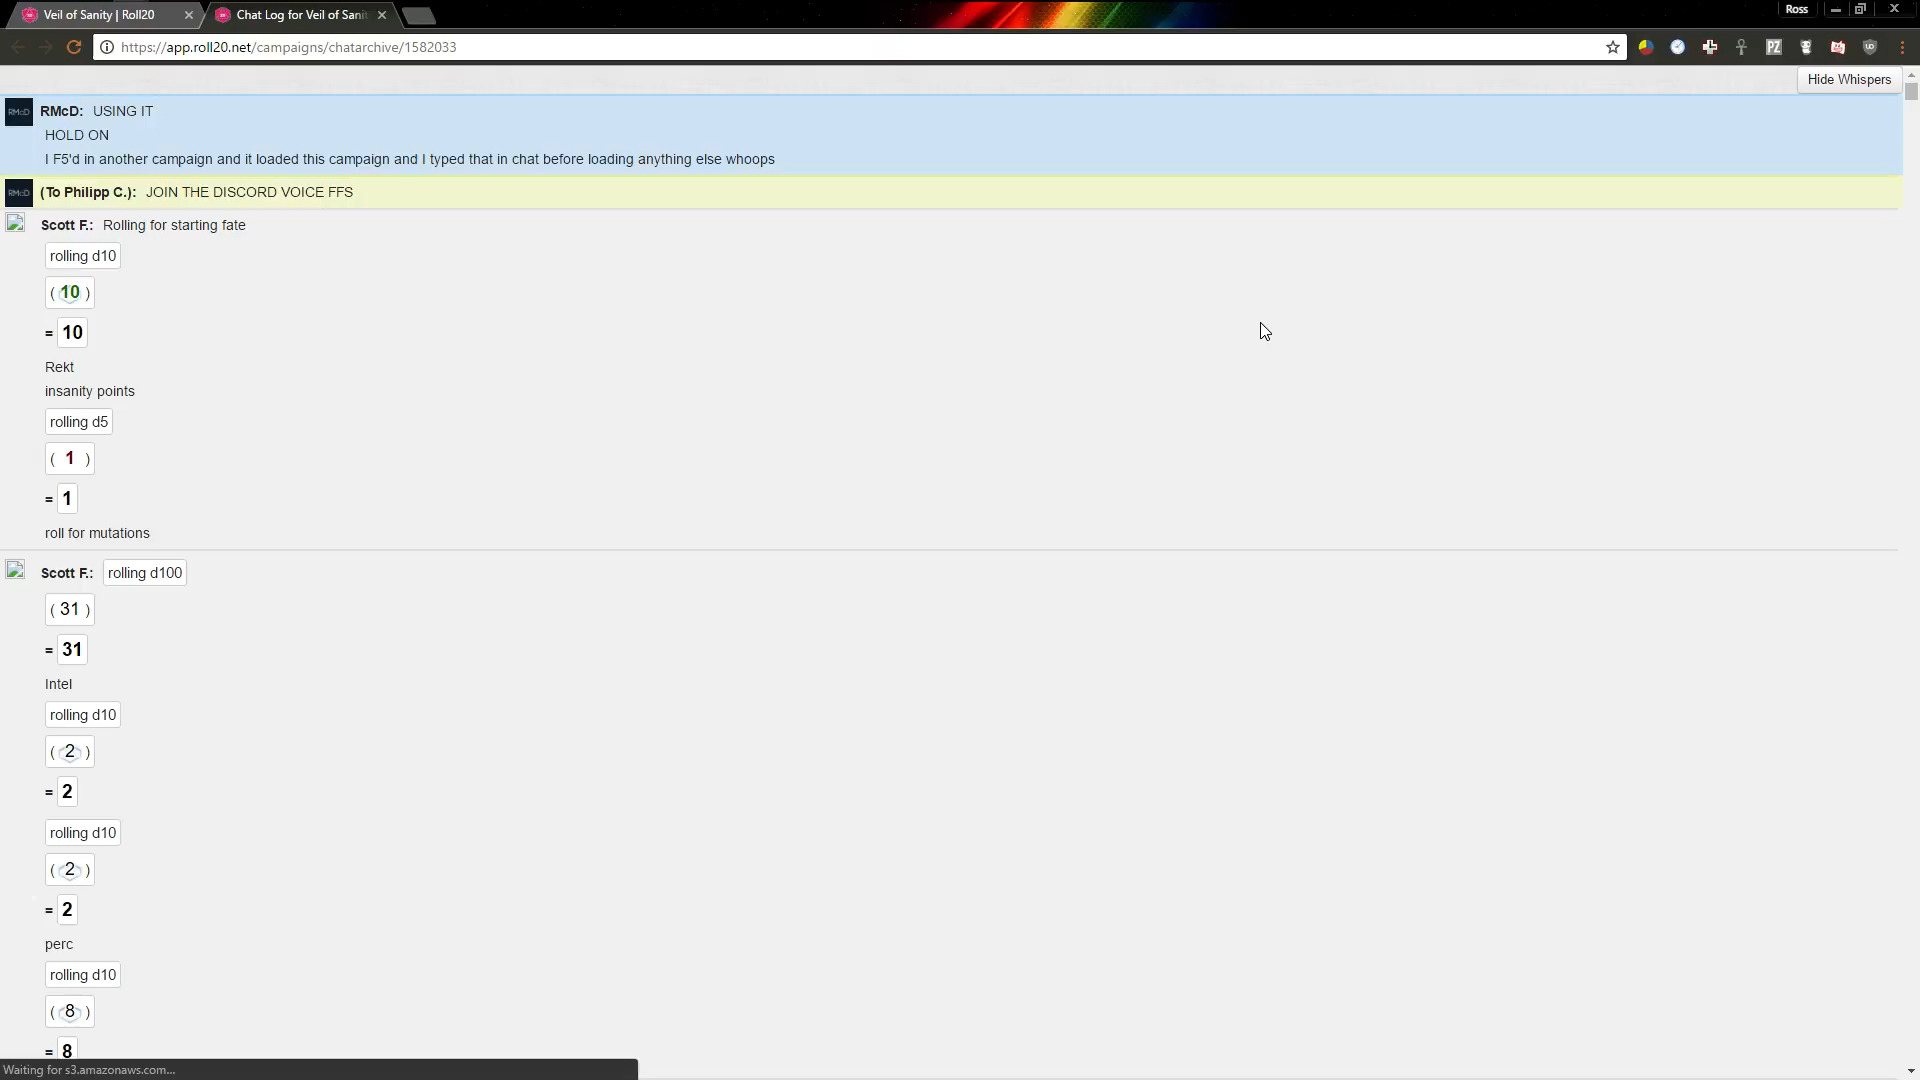 Veil of Sanity | Roll20
Chat Log for Veil of Sani
Ross
https://app.roll20.net/campaigns/chatarchive/1582033
PZ
Hide Whispers
RMcD
RMcD: USING IT
HOLD ON
I F5'd in another campaign and it loaded this campaign and I typed that in chat before loading anything else whoops
RMcD
(To Philipp C.): JOIN THE DISCORD VOICE FFS
Scott F.: Rolling for starting fate
rolling d10
( 10 )
= 10
Rekt
insanity points
rolling d5
( 1 )
= 1
roll for mutations
Scott F.: rolling d100
( 31 )
= 31
Intel
rolling d10
( 2 )
= 2
rolling d10
( 2 )
= 2
perc
rolling d10
( 8 )
= 8
Waiting for s3.amazonaws.com...